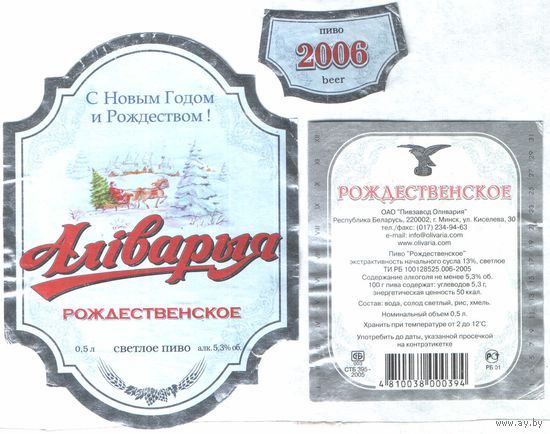 пиво
2006
beer
С Новым Годом
и Рождеством!
Аліварыя
РОЖДЕСТВЕНСКОЕ
0,5 л светлое пиво алк. 5,3% об.
РОЖДЕСТВЕНСКОЕ
ОАО "Пивзавод Оливария"
Республика Беларусь, 220002, г. Минск, ул. Киселева, 30
тел./факс: (017) 234-94-63
e-mail: info@olivaria.com
www.olivaria.com
Пиво "Рождественское"
экстрактивность начального сусла 13%, светлое
ТИ РБ 100128525.006-2005
Содержание алкоголя не менее 5,3% об.
100 г пива содержат: углеводов 5,3 г,
энергетическая ценность 50 ккал.
Состав: вода, солод светлый, рис, хмель.
Номинальный объем 0,5 л.
Хранить при температуре от 2 до 12°С
Употребить до даты, указанной просечкой
на контрэтикетке
003
СТБ 395-
2005
4 810038 000394
РБ 01
© www.ay.by